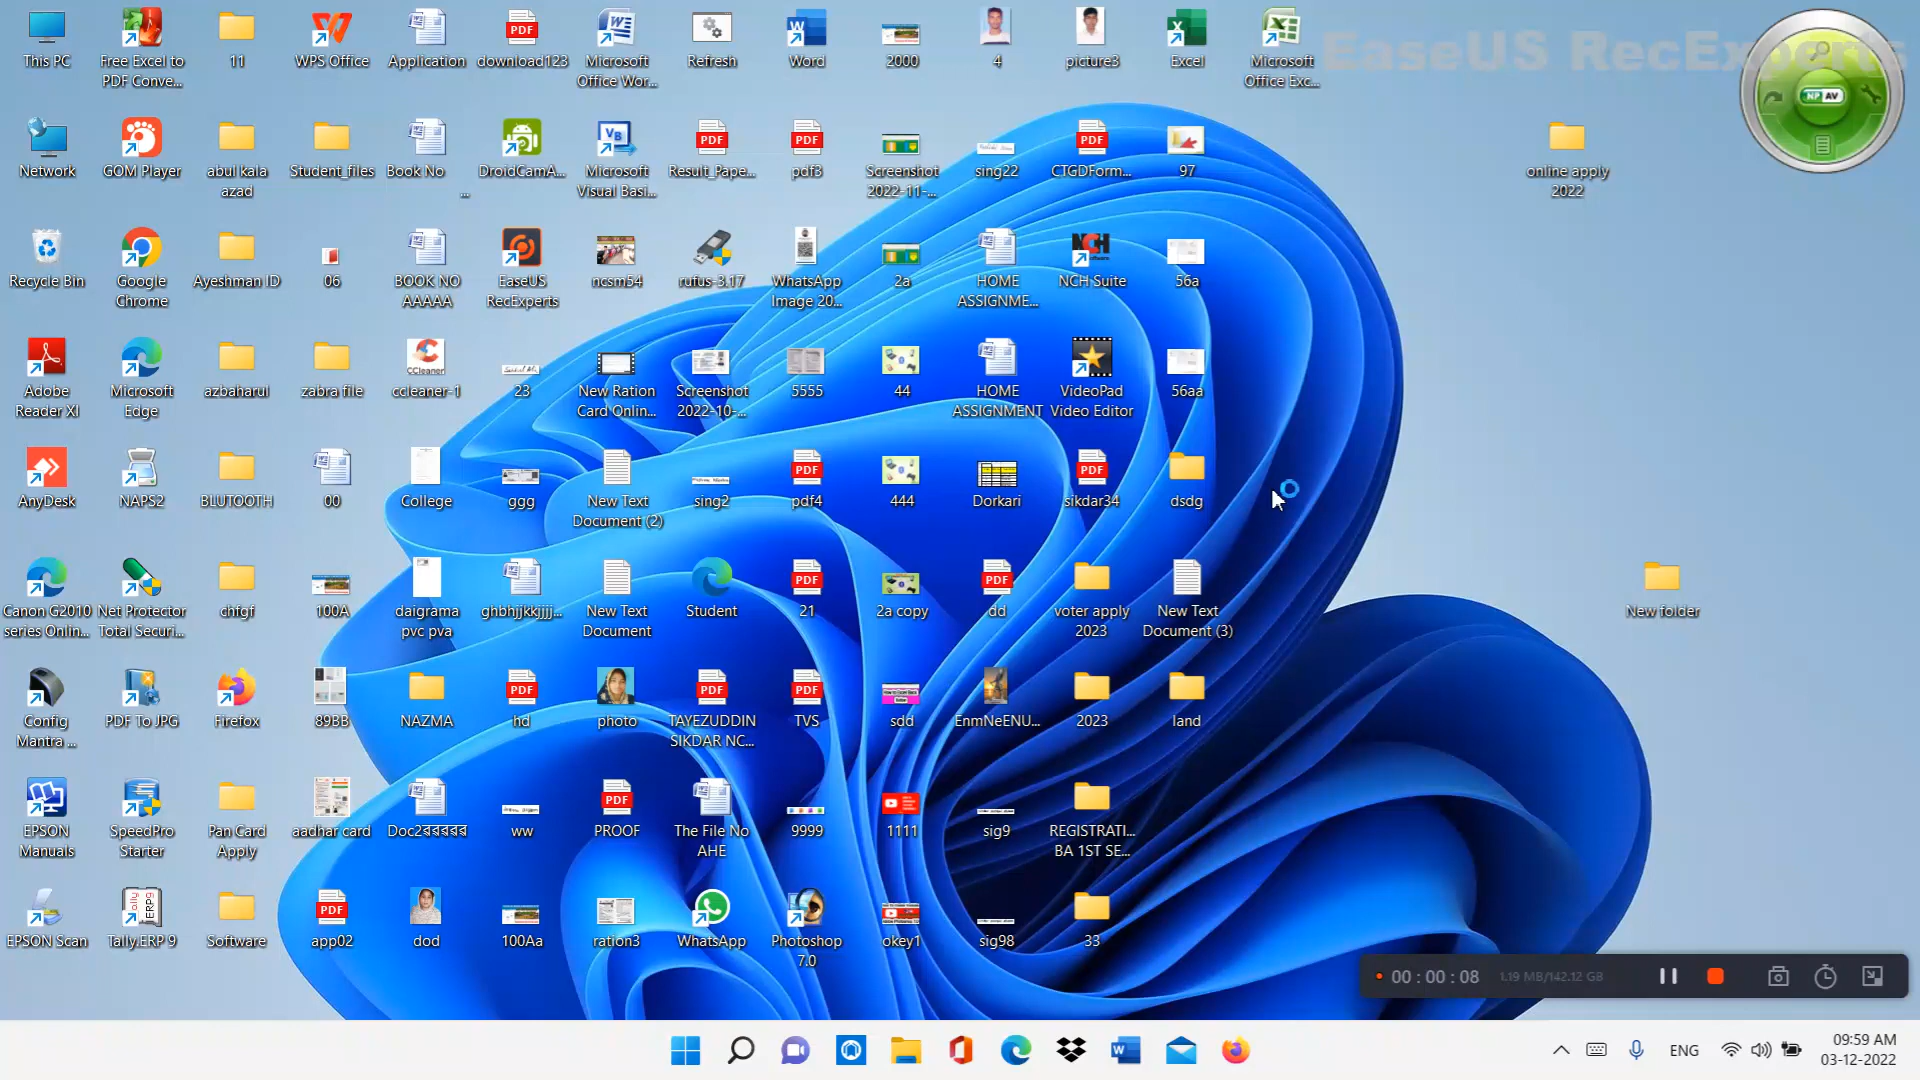 This PC
Free Excel to
PDF Conve...
11
WPS Office
Application
download123
Microsoft
Office Wor...
Refresh
Word
2000
4
picture3
Excel
Microsoft
Office Exc...
EaseUS RecExperts
NP AV
Network
GOM Player
abul kala
azad
Student_files
Book No
...
DroidCamA...
Microsoft
Visual Basi...
Result_Pape...
pdf3
Screenshot
2022-11-...
sing22
CTGDForm...
97
online apply
2022
Recycle Bin
Google
Chrome
Ayeshman ID
06
BOOK NO
AAAAA
EaseUS
RecExperts
ncsm54
rufus-3.17
WhatsApp
Image 20...
2a
HOME
ASSIGNME...
NCH Suite
56a
Adobe
Reader XI
Microsoft
Edge
azbaharul
zabra file
ccleaner-1
23
New Ration
Card Onlin...
Screenshot
2022-10-...
5555
44
HOME
ASSIGNMENT
VideoPad
Video Editor
56aa
AnyDesk
NAPS2
BLUTOOTH
00
College
ggg
New Text
Document (2)
sing2
pdf4
444
Dorkari
sikdar34
dsdg
Canon G2010
series Onlin...
Net Protector
Total Securi...
chfgf
100A
daigrama
pvc pva
ghbhjjkkjjjj...
New Text
Document
Student
21
2a copy
dd
voter apply
2023
New Text
Document (3)
New folder
Config
Mantra ...
PDF To JPG
Firefox
89BB
NAZMA
hd
photo
TAYEZUDDIN
SIKDAR NC...
TVS
sdd
EnmNeENU...
2023
land
EPSON
Manuals
SpeedPro
Starter
Pan Card
Apply
aadhar card
ww
PROOF
The File No
AHE
9999
1111
sig9
REGISTRATI...
BA 1ST SE...
EPSON Scan
Tally.ERP 9
Software
app02
dod
100Aa
ration3
WhatsApp
Photoshop
7.0
okey1
sig98
33
00 : 00 : 08
1.19 MB/142.12 GB
ENG
09:59 AM
03-12-2022